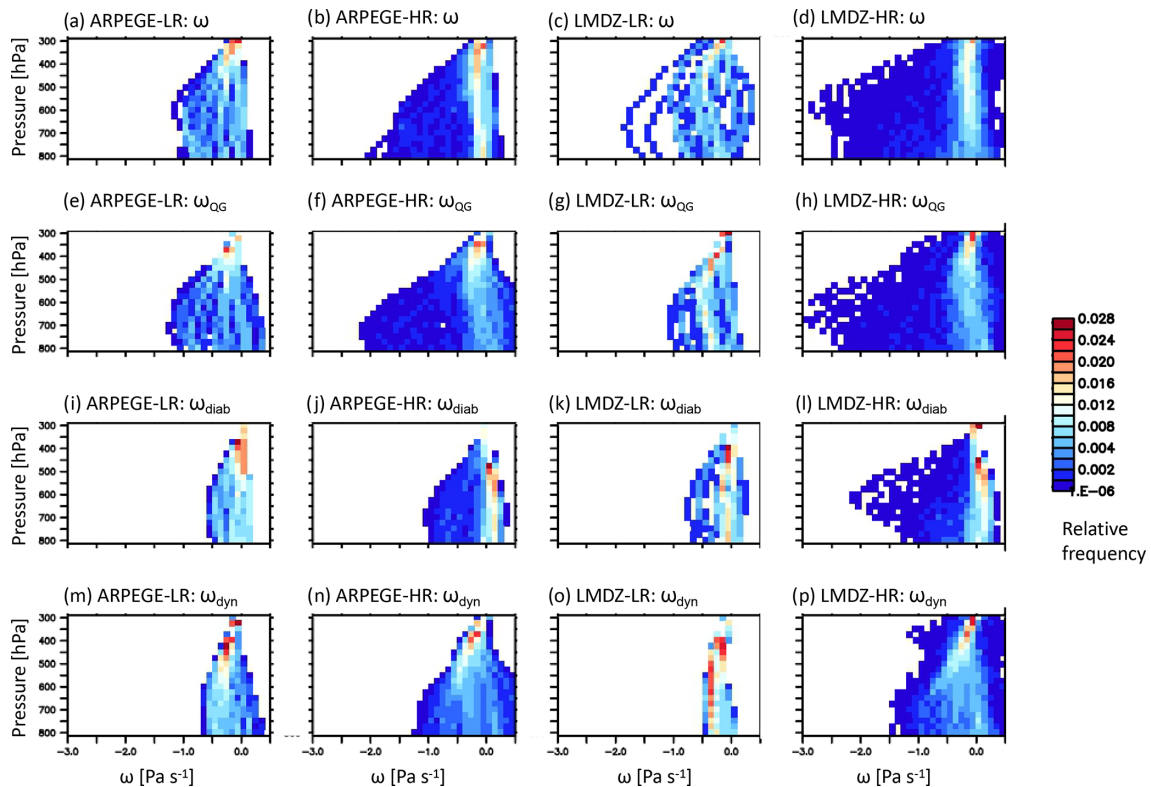 (a) ARPEGE-LR: ω
(b) ARPEGE-HR: ω
(c) LMDZ-LR: ω
(d) LMDZ-HR: ω
Pressure [hPa]
300
400
500
600
700
800
(e) ARPEGE-LR: ωQG
(f) ARPEGE-HR: ωQG
(g) LMDZ-LR: ωQG
(h) LMDZ-HR: ωQG
Pressure [hPa]
300
400
500
600
700
800
(i) ARPEGE-LR: ωdiab
(j) ARPEGE-HR: ωdiab
(k) LMDZ-LR: ωdiab
(l) LMDZ-HR: ωdiab
Pressure [hPa]
300
400
500
600
700
800
(m) ARPEGE-LR: ωdyn
(n) ARPEGE-HR: ωdyn
(o) LMDZ-LR: ωdyn
(p) LMDZ-HR: ωdyn
Pressure [hPa]
300
400
500
600
700
800
−3.0 −2.0 −1.0 0.0
−3.0 −2.0 −1.0 0.0
−3.0 −2.0 −1.0 0.0
−3.0 −2.0 −1.0 0.0
ω [Pa s⁻¹]
ω [Pa s⁻¹]
ω [Pa s⁻¹]
ω [Pa s⁻¹]
0.028
0.024
0.020
0.016
0.012
0.008
0.004
0.002
1.E−06
Relative
frequency